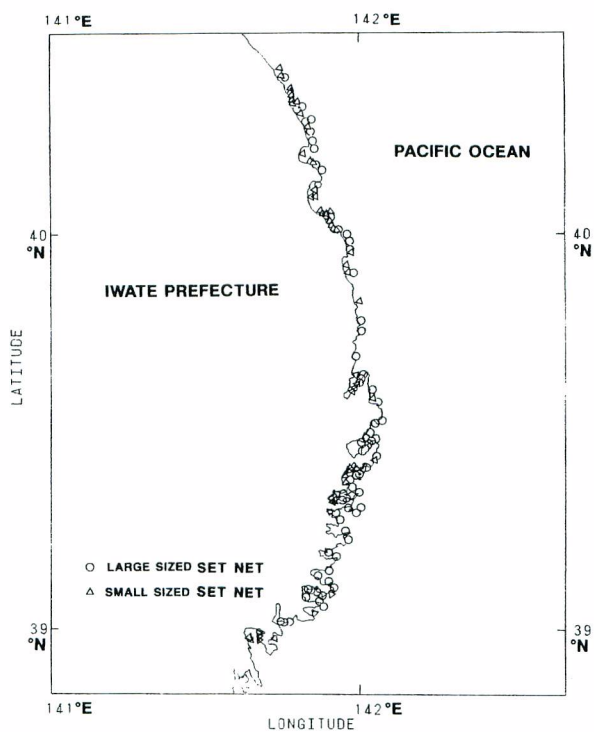 141°E
142°E
PACIFIC OCEAN
40
°N
40
°N
IWATE PREFECTURE
LATITUDE
○ LARGE SIZED SET NET
△ SMALL SIZED SET NET
39
°N
39
°N
141°E
142°E
LONGITUDE